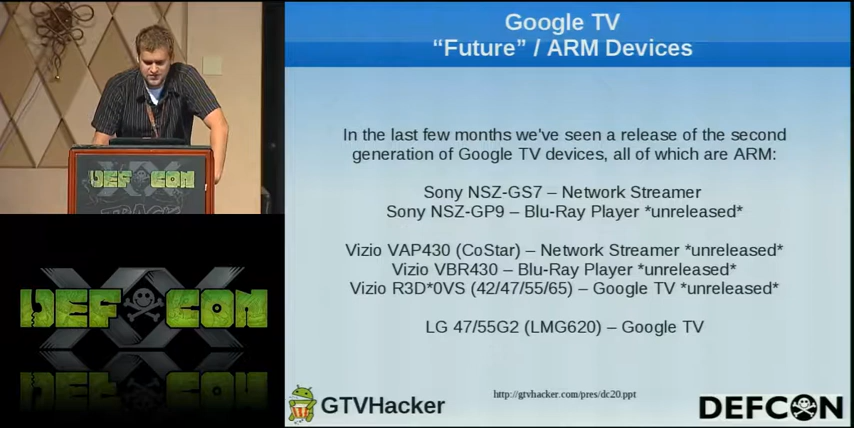 Google TV
“Future” / ARM Devices
In the last few months we've seen a release of the second
generation of Google TV devices, all of which are ARM:
Sony NSZ-GS7 – Network Streamer
Sony NSZ-GP9 – Blu-Ray Player *unreleased*
Vizio VAP430 (CoStar) – Network Streamer *unreleased*
Vizio VBR430 – Blu-Ray Player *unreleased*
Vizio R3D*0VS (42/47/55/65) – Google TV *unreleased*
LG 47/55G2 (LMG620) – Google TV
http://gtvhacker.com/pres/dc20.ppt
GTVHacker
DEFCON
DEF CON
TRACK
XX
DEF CON